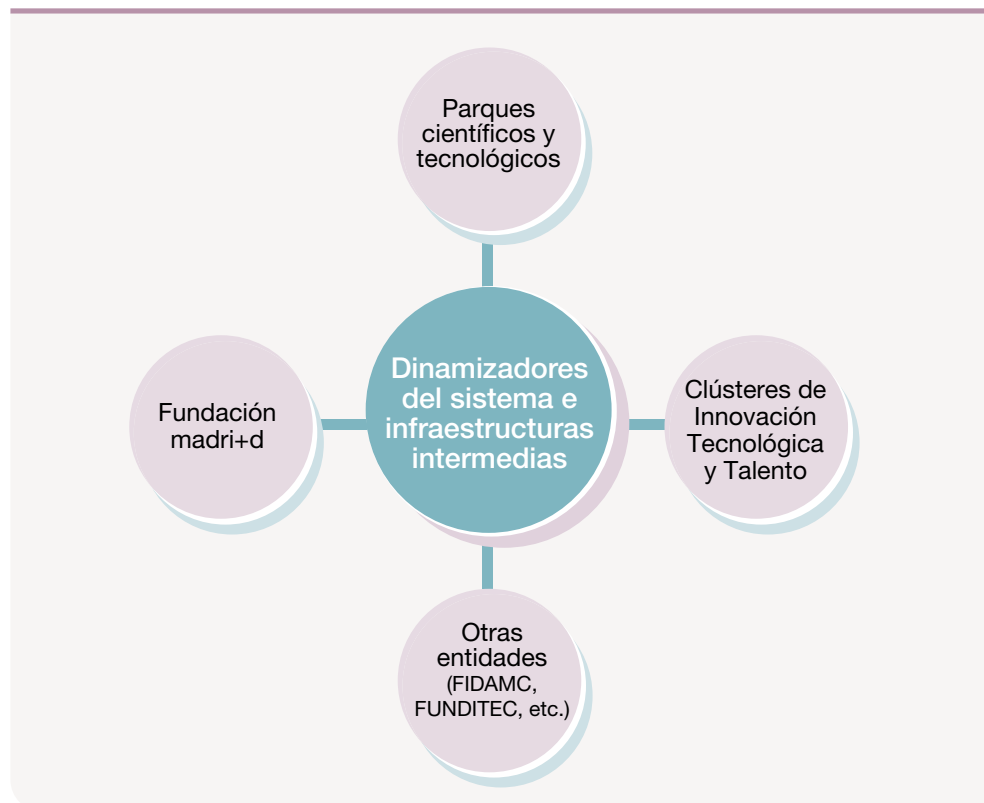 Parques
científicos y
tecnológicos
Dinamizadores
del sistema e
infraestructuras
intermedias
Fundación
madri+d
Clústeres de
Innovación
Tecnológica
y Talento
Otras
entidades
(FIDAMC,
FUNDITEC, etc.)